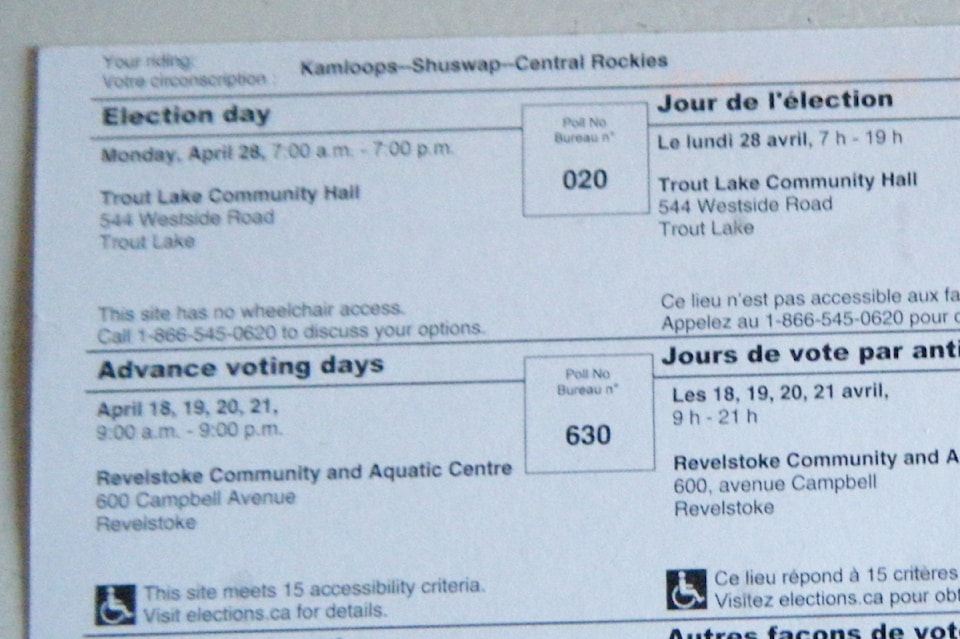 Your riding:
Votre circonscription :
Kamloops--Shuswap--Central Rockies
Election day
Monday, April 28, 7:00 a.m. - 7:00 p.m.
Trout Lake Community Hall
544 Westside Road
Trout Lake
This site has no wheelchair access.
Call 1-866-545-0620 to discuss your options.
Poll No
Bureau n°
020
Jour de l'élection
Le lundi 28 avril, 7 h - 19 h
Trout Lake Community Hall
544 Westside Road
Trout Lake
Ce lieu n'est pas accessible aux fa
Appelez au 1-866-545-0620 pour
Advance voting days
April 18, 19, 20, 21,
9:00 a.m. - 9:00 p.m.
Revelstoke Community and Aquatic Centre
600 Campbell Avenue
Revelstoke
This site meets 15 accessibility criteria.
Visit elections.ca for details.
Poll No
Bureau n°
630
Jours de vote par anti
Les 18, 19, 20, 21 avril,
9 h - 21 h
Revelstoke Community and A
600, avenue Campbell
Revelstoke
Ce lieu répond à 15 critères
Visitez elections.ca pour obt
Autres façons de vot